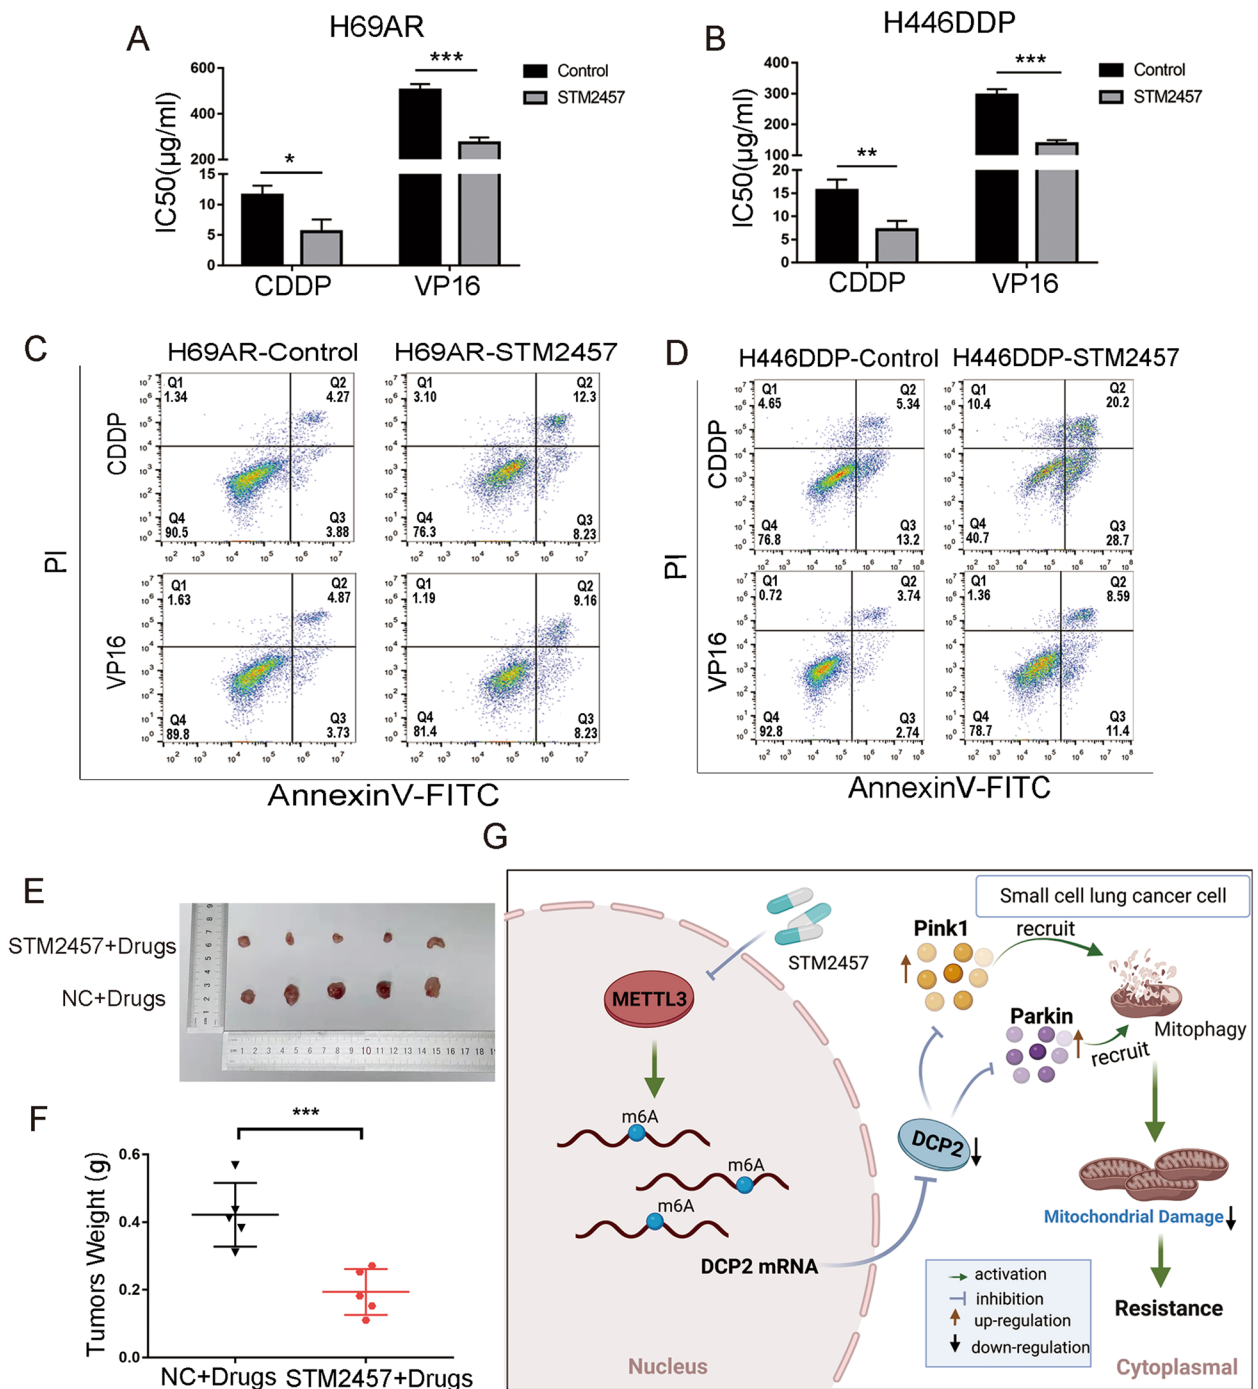 A
H69AR
IC50(μg/ml)
600
400
200
15
10
5
0
*
***
Control
STM2457
CDDP
VP16
B
H446DDP
IC50(μg/ml)
400
300
200
100
20
15
10
5
0
**
***
Control
STM2457
CDDP
VP16
C
H69AR-Control
H69AR-STM2457
CDDP
Q1
1.34
Q2
4.27
Q4
90.5
Q3
3.88
Q1
3.10
Q2
12.3
Q4
76.3
Q3
8.23
VP16
Q1
1.63
Q2
4.87
Q4
89.8
Q3
3.73
Q1
1.19
Q2
9.16
Q4
81.4
Q3
8.23
PI
AnnexinV-FITC
D
H446DDP-Control
H446DDP-STM2457
CDDP
Q1
4.65
Q2
5.34
Q4
76.8
Q3
13.2
Q1
10.4
Q2
20.2
Q4
40.7
Q3
28.7
VP16
Q1
0.72
Q2
3.74
Q4
92.8
Q3
2.74
Q1
1.36
Q2
8.59
Q4
78.7
Q3
11.4
PI
AnnexinV-FITC
E
STM2457+Drugs
NC+Drugs
F
***
Tumors Weight (g)
0.6
0.4
0.2
0.0
NC+Drugs
STM2457+Drugs
G
Small cell lung cancer cell
STM2457
METTL3
m6A
m6A
m6A
DCP2 mRNA
Nucleus
Pink1
recruit
Parkin
recruit
Mitophagy
DCP2
Mitochondrial Damage
Resistance
activation
inhibition
up-regulation
down-regulation
Cytoplasmal